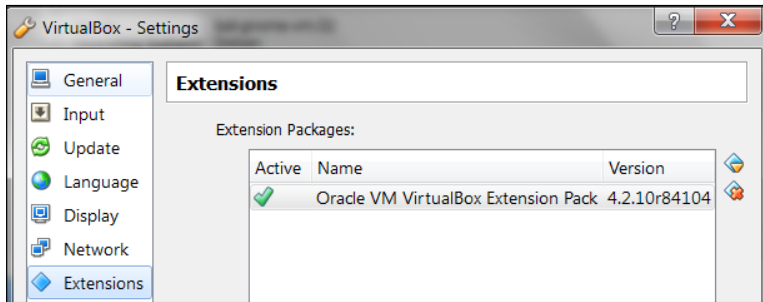 VirtualBox - Settings
General
Input
Update
Language
Display
Network
Extensions
Extensions
Extension Packages:
Active Name Version
Oracle VM VirtualBox Extension Pack 4.2.10r84104